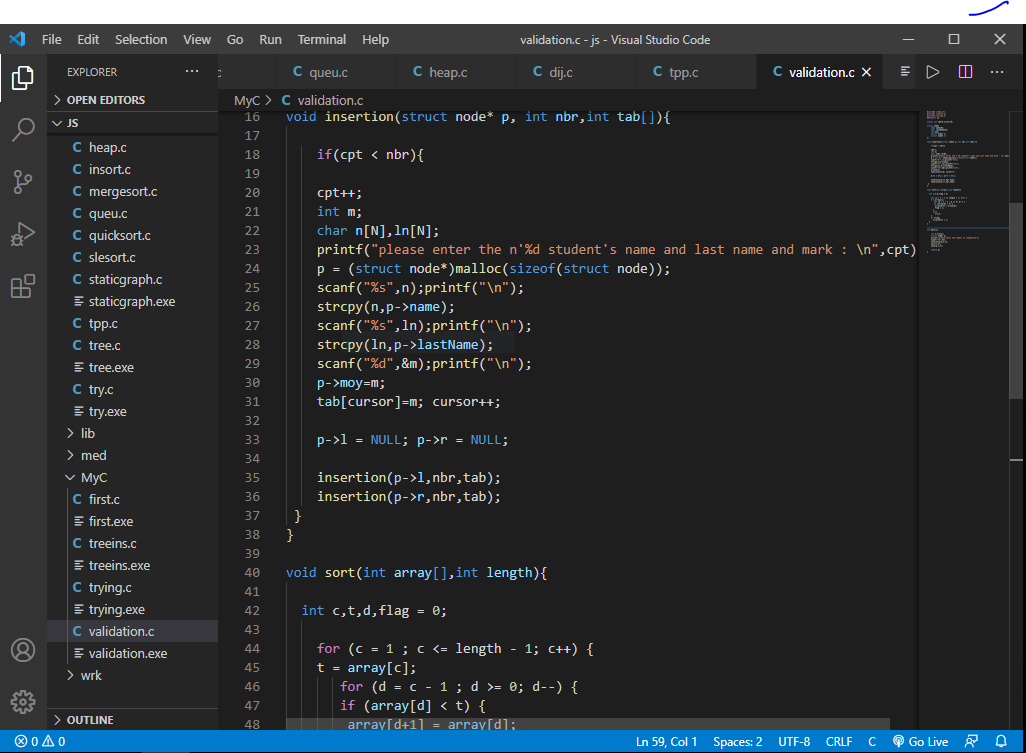 File Edit Selection View Go Run Terminal Help validation.c - js - Visual Studio Code
EXPLORER
OPEN EDITORS
JS
C heap.c
C insort.c
C mergesort.c
C queu.c
C quicksort.c
C slesort.c
C staticgraph.c
staticgraph.exe
C tpp.c
C tree.c
tree.exe
C try.c
try.exe
lib
med
MyC
C first.c
first.exe
C treeins.c
treeins.exe
C trying.c
trying.exe
C validation.c
validation.exe
wrk
OUTLINE
C queu.c C heap.c C dij.c C tpp.c C validation.c
MyC > C validation.c
16 void insertion(struct node* p, int nbr,int tab[]){
17
18 if(cpt < nbr){
19
20 cpt++;
21 int m;
22 char n[N],ln[N];
23 printf("please enter the n'%d student's name and last name and mark : \n",cpt)
24 p = (struct node*)malloc(sizeof(struct node));
25 scanf("%s",n);printf("\n");
26 strcpy(n,p->name);
27 scanf("%s",ln);printf("\n");
28 strcpy(ln,p->lastName);
29 scanf("%d",&m);printf("\n");
30 p->moy=m;
31 tab[cursor]=m; cursor++;
32
33 p->l = NULL; p->r = NULL;
34
35 insertion(p->l,nbr,tab);
36 insertion(p->r,nbr,tab);
37 }
38 }
39
40 void sort(int array[],int length){
41
42 int c,t,d,flag = 0;
43
44 for (c = 1 ; c <= length - 1; c++) {
45 t = array[c];
46 for (d = c - 1 ; d >= 0; d--) {
47 if (array[d] < t) {
48 array[d+1] = array[d];
0 0 Ln 59, Col 1 Spaces: 2 UTF-8 CRLF C Go Live